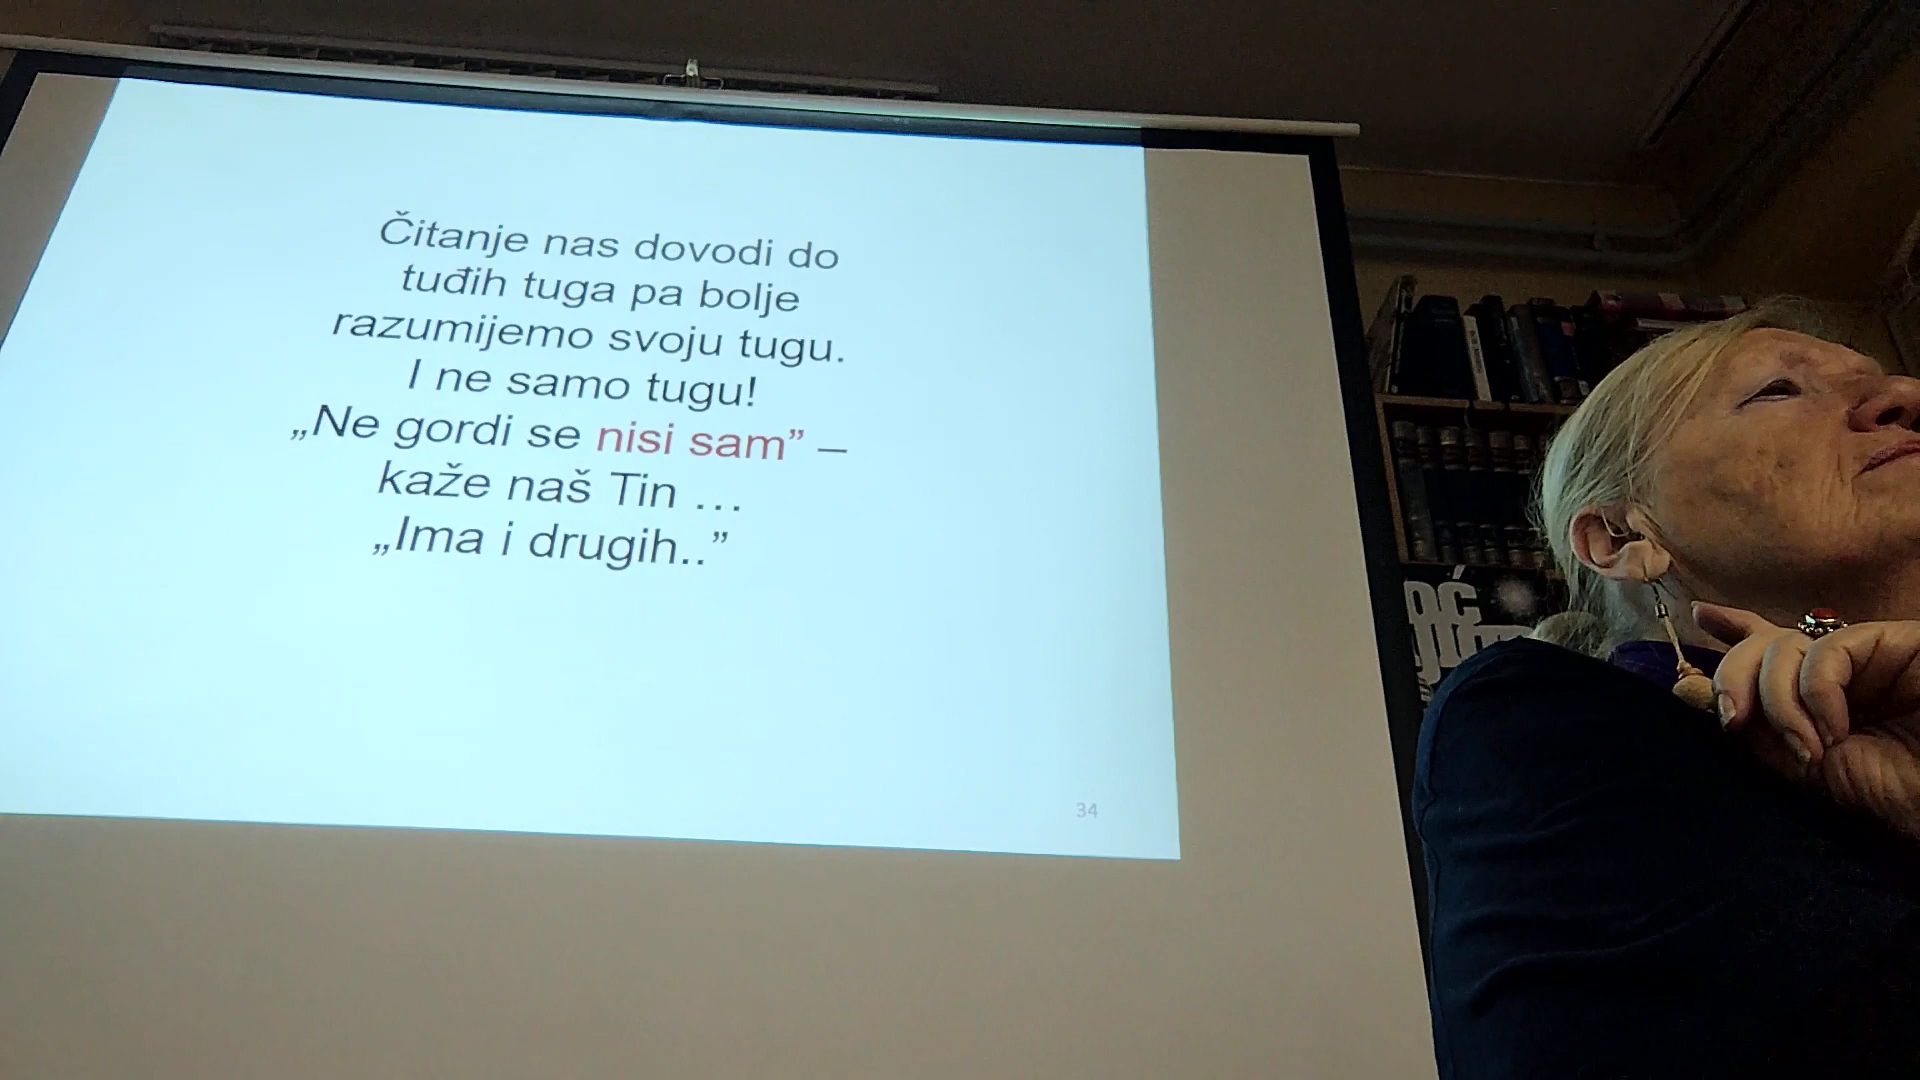 Čitanje nas dovodi do
tuđih tuga pa bolje
razumijemo svoju tugu.
I ne samo tugu!
„Ne gordi se nisi sam” –
kaže naš Tin …
„Ima i drugih..”
34